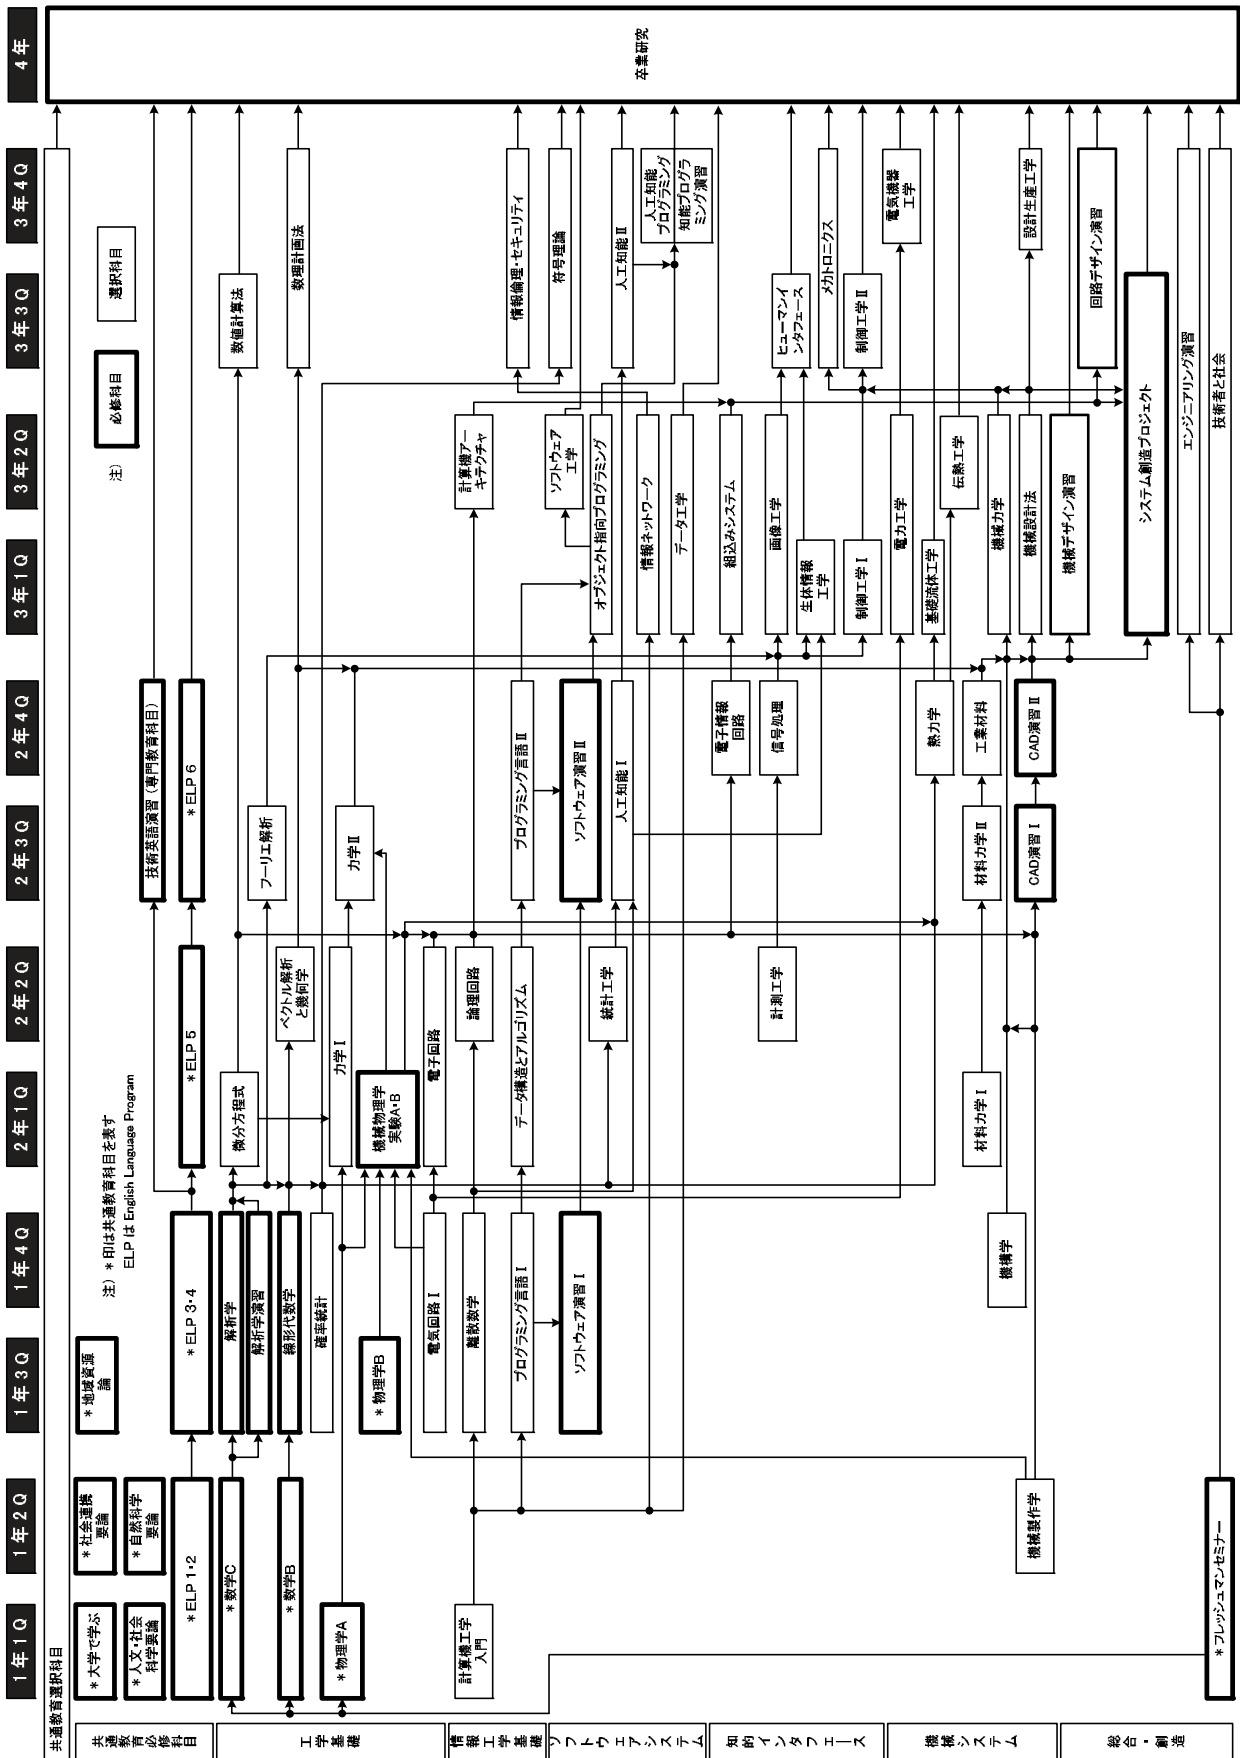 4年
3年4Q
3年3Q
3年2Q
3年1Q
2年4Q
2年3Q
2年2Q
2年1Q
1年4Q
1年3Q
1年2Q
1年1Q
卒業研究
共通教育選択科目
共通教育必修科目
工学基礎
情報工学基礎
ソフトウェアシステム
知的インタフェース
機械システム
総合・創造
注)
必修科目
選択科目
注) *印は共通教育科目を表す
ELP は English Language Program
*大学で学ぶ
*社会連携
要論
*地域資源
論
*人文・社会
科学要論
*自然科学
要論
*ELP 1・2
*ELP 3・4
*ELP 5
*ELP 6
技術英語演習(専門教育科目)
*数学C
解析学
解析学演習
微分方程式
フーリエ解析
数値計算法
*数学B
線形代数学
ベクトル解析
と幾何学
数理計画法
確率統計
*物理学A
力学Ⅰ
力学Ⅱ
*物理学B
機械物理学
実験A・B
電気回路Ⅰ
電子回路
計算機工学
入門
離散数学
論理回路
計算機アー
キテクチャ
プログラミング言語Ⅰ
データ構造とアルゴリズム
プログラミング言語Ⅱ
情報倫理・セキュリティ
符号理論
ソフトウェア演習Ⅰ
ソフトウェア演習Ⅱ
ソフトウェア
工学
オブジェクト指向プログラミング
統計工学
人工知能Ⅰ
人工知能Ⅱ
情報ネットワーク
人工知能
プログラミング
知能プログラ
ミング演習
データ工学
電子情報
回路
組込みシステム
計測工学
信号処理
画像工学
ヒューマンイ
ンタフェース
生体情報
工学
メカトロニクス
制御工学Ⅰ
制御工学Ⅱ
電力工学
電気機器
工学
熱力学
基礎流体工学
伝熱工学
材料力学Ⅰ
材料力学Ⅱ
工業材料
機構学
機械力学
機械製作学
CAD演習Ⅰ
CAD演習Ⅱ
機械設計法
設計生産工学
機械デザイン演習
回路デザイン演習
システム創造プロジェクト
エンジニアリング演習
*フレッシュマンセミナー
技術者と社会